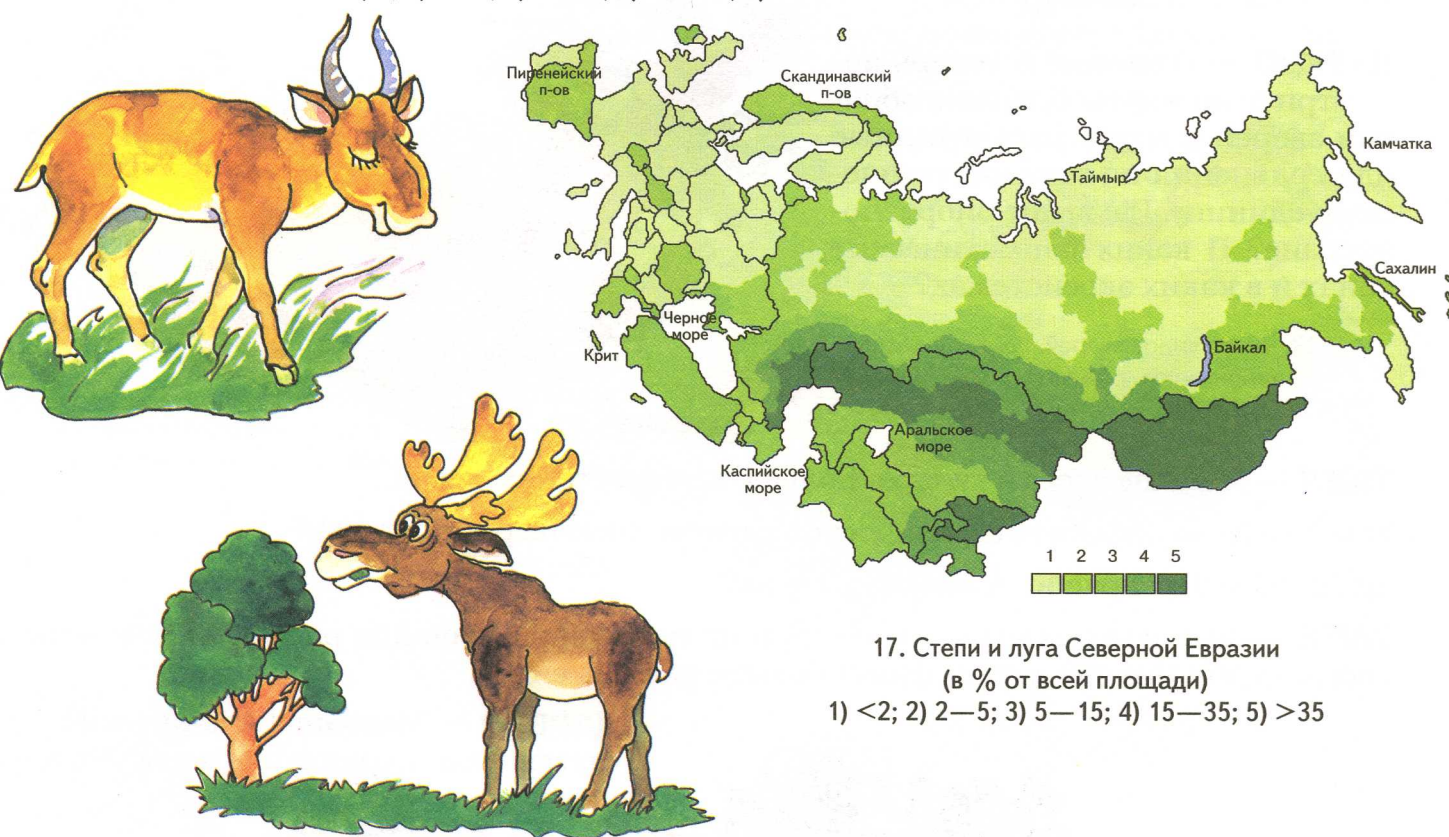 Пиренейский
п-ов
Скандинавский
п-ов
Камчатка
Таймыр
Сахалин
Черное
море
Крит
Байкал
Аральское
море
Каспийское
море
1 2 3 4 5
17. Степи и луга Северной Евразии
(в % от всей площади)
1) <2; 2) 2—5; 3) 5—15; 4) 15—35; 5) >35